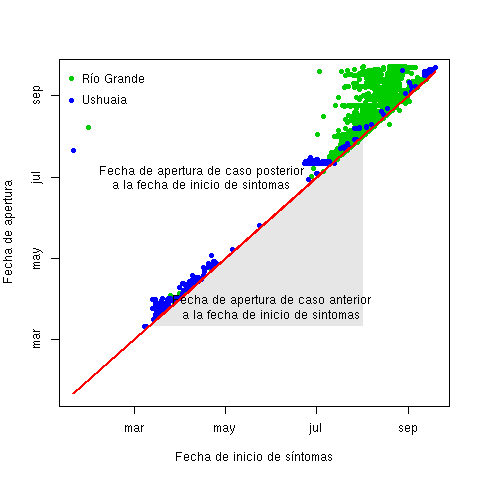 Río Grande
Ushuaia
Fecha de apertura de caso posterior
a la fecha de inicio de sintomas
Fecha de apertura de caso anterior
a la fecha de inicio de sintomas
Fecha de apertura
mar
may
jul
sep
mar
may
jul
sep
Fecha de inicio de síntomas